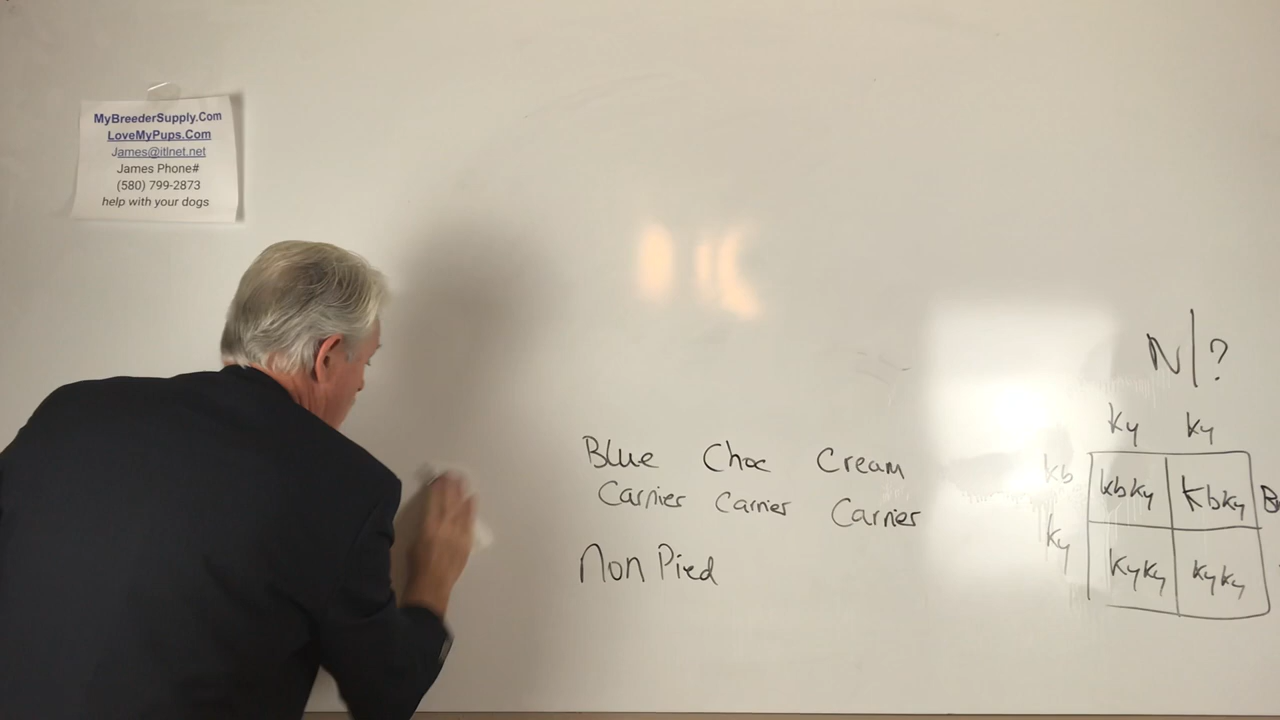 MyBreederSupply.Com
LoveMyPups.Com
James@itlnet.net
James Phone#
(580) 799-2873
help with your dogs
Blue Choc Cream
Carrier Carrier Carrier
Non Pied
N ?
ky ky
kb kbky kbky
ky kyky kyky